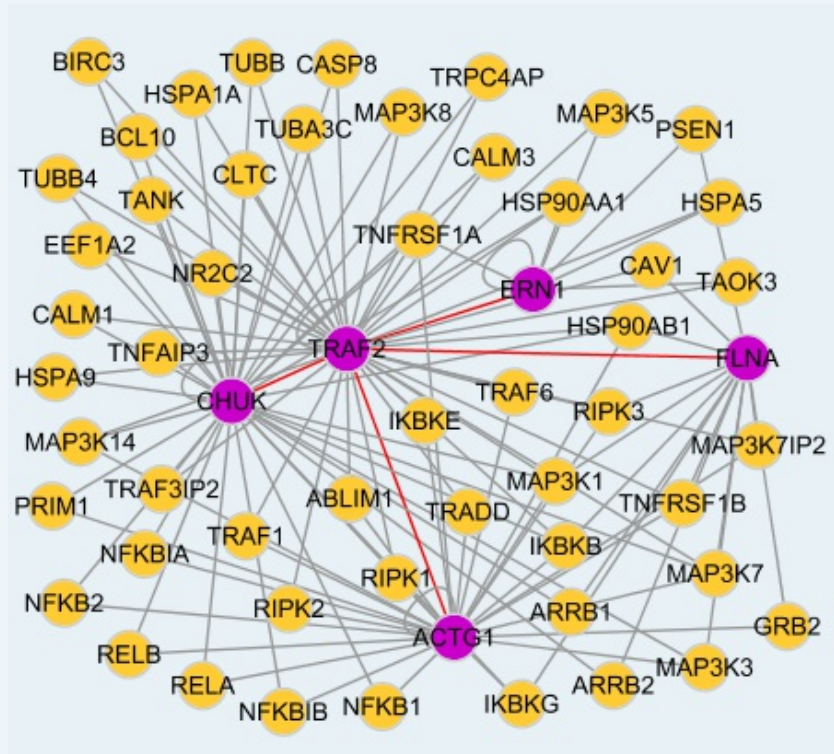 BIRC3
TUBB
CASP8
TRPC4AP
HSPA1A
MAP3K8
MAP3K5
PSEN1
BCL10
TUBA3C
CALM3
TUBB4
TANK
CLTC
HSP90AA1
HSPA5
EEF1A2
NR2C2
TNFRSF1A
CAV1
TAOK3
ERN1
CALM1
TNFAIP3
TRAF2
HSP90AB1
FLNA
HSPA9
CHUK
TRAF6
RIPK3
MAP3K14
IKBKE
MAP3K7IP2
PRIM1
TRAF3IP2
ABLIM1
TRADD
MAP3K1
TNFRSF1B
NFKBIA
TRAF1
IKBKB
NFKB2
RIPK2
RIPK1
ARRB1
MAP3K7
GRB2
RELB
ACTG1
MAP3K3
RELA
NFKBIB
NFKB1
IKBKG
ARRB2